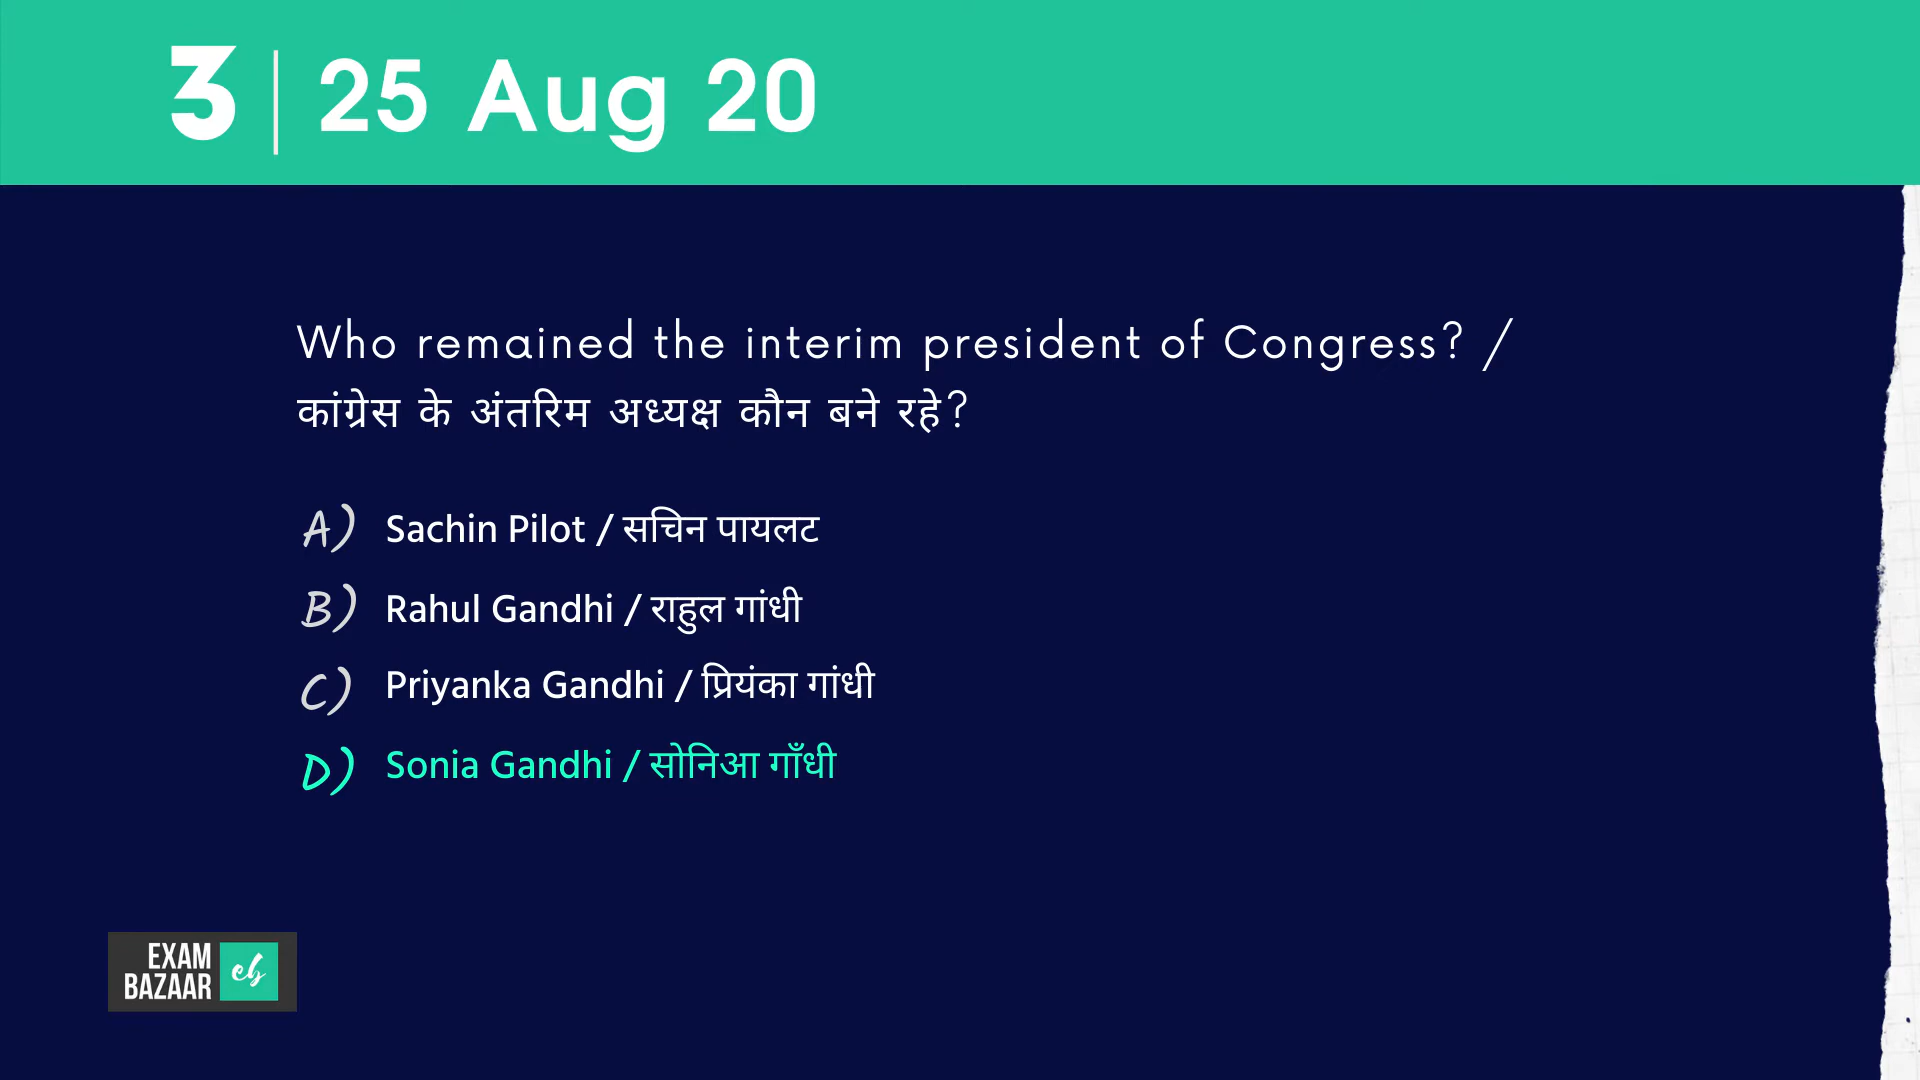 3 | 25 Aug 20
Who remained the interim president of Congress? /
कांग्रेस के अंतरिम अध्यक्ष कौन बने रहे?
A) Sachin Pilot / सचिन पायलट
B) Rahul Gandhi / राहुल गांधी
C) Priyanka Gandhi / प्रियंका गांधी
D) Sonia Gandhi / सोनिआ गाँधी
EXAM
BAZAAR
eb